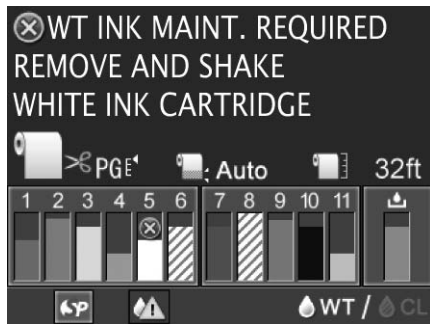 WT INK MAINT. REQUIRED
REMOVE AND SHAKE
WHITE INK CARTRIDGE
PGE Auto 32ft
1 2 3 4 5 6 7 8 9 10 11
SP WT / CL